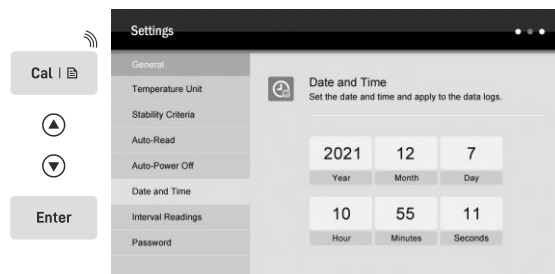 Cal
Enter
Settings
General
Temperature Unit
Stability Criteria
Auto-Read
Auto-Power Off
Date and Time
Interval Readings
Password
Date and Time
Set the date and time and apply to the data logs.
2021 12 7
Year Month Day
10 55 11
Hour Minutes Seconds